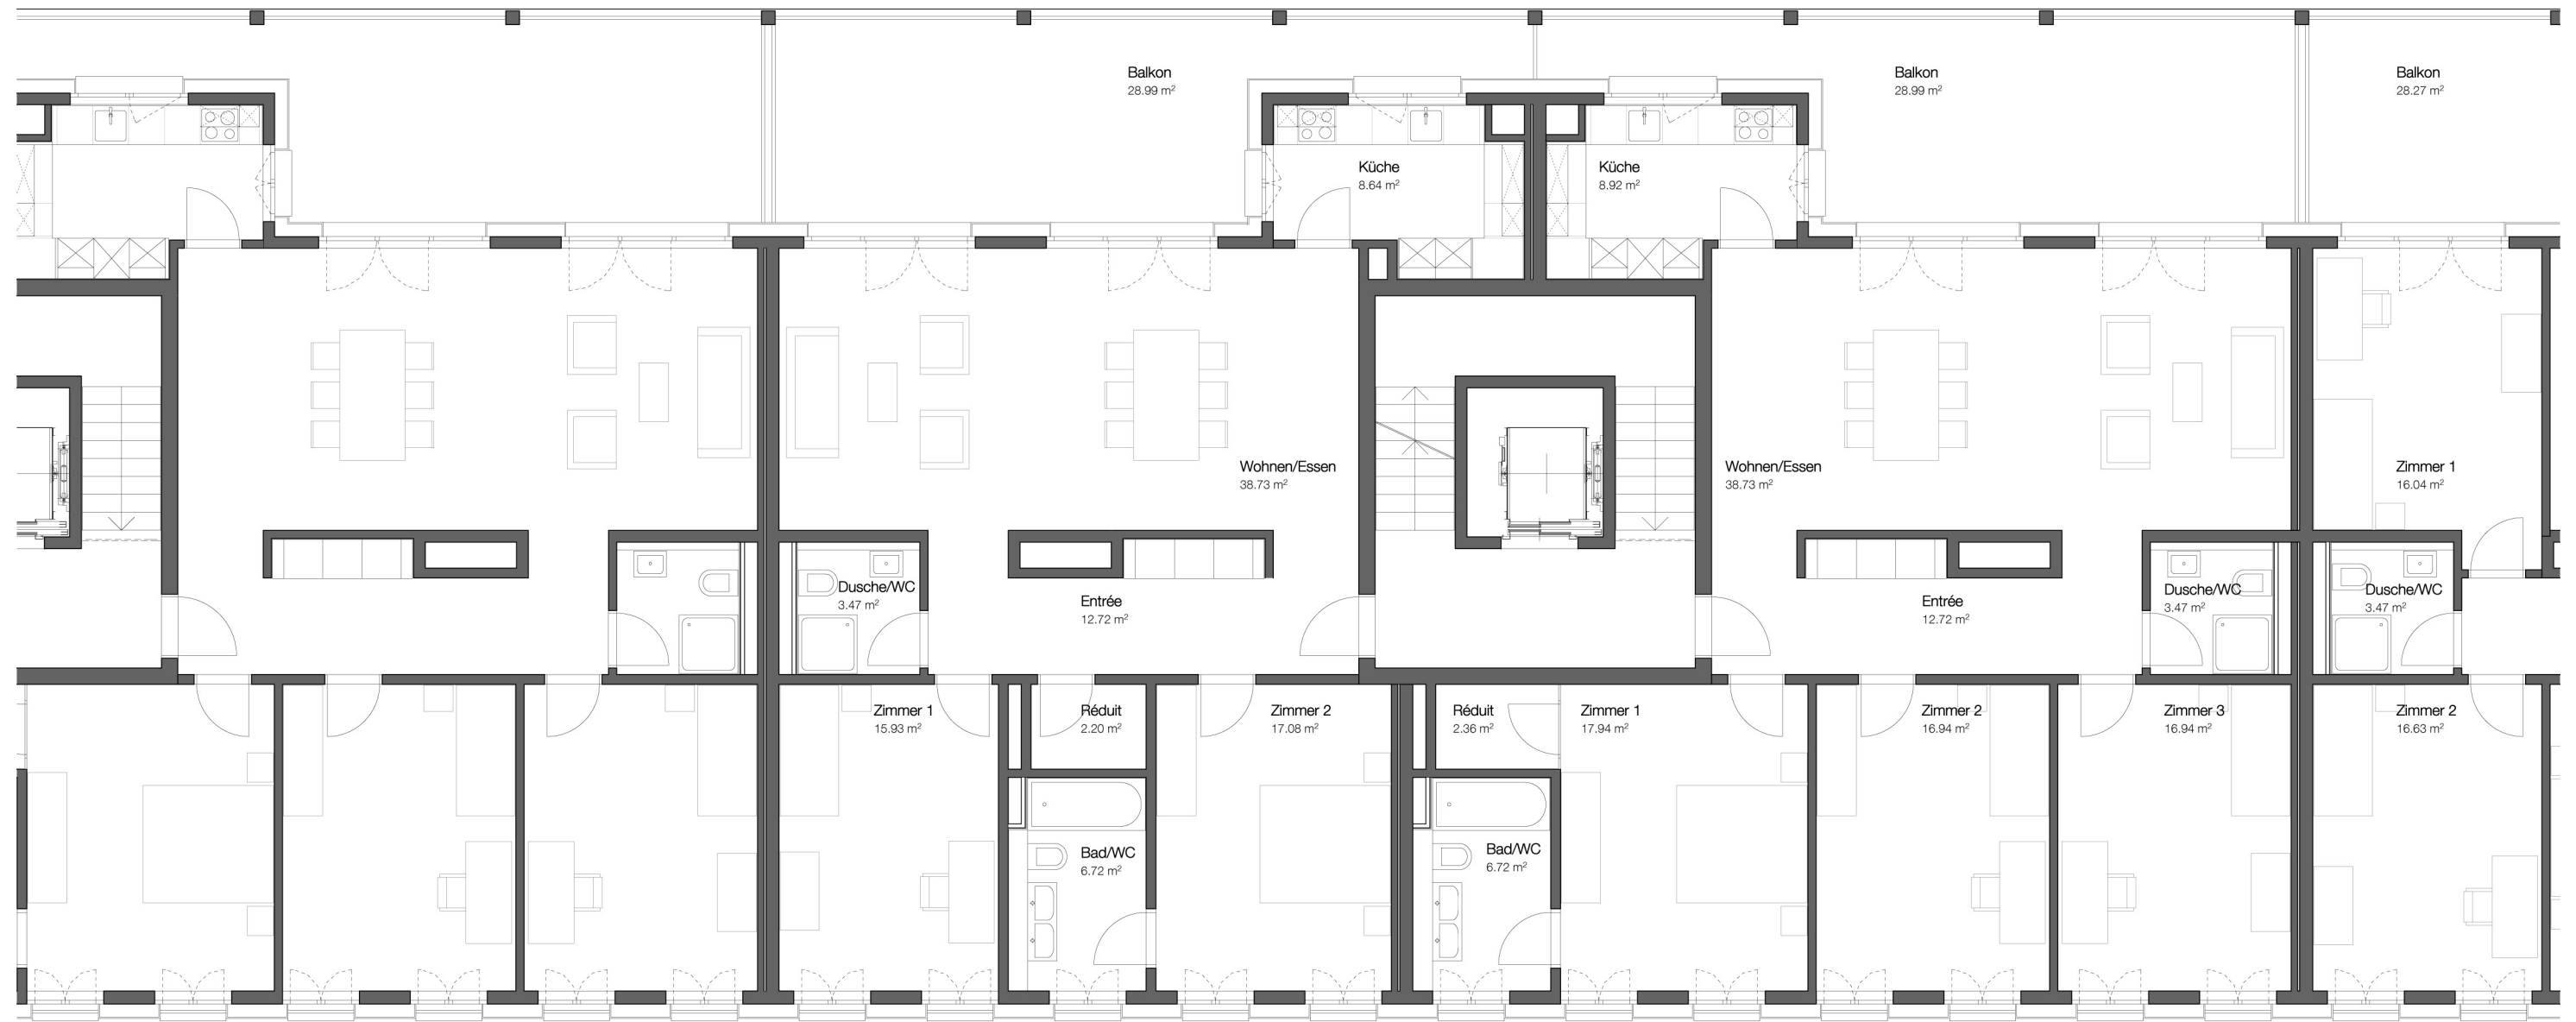 Balkon
28.99 m²
Balkon
28.99 m²
Balkon
28.27 m²
Küche
8.64 m²
Küche
8.92 m²
Wohnen/Essen
38.73 m²
Wohnen/Essen
38.73 m²
Zimmer 1
16.04 m²
Dusche/WC
3.47 m²
Entrée
12.72 m²
Entrée
12.72 m²
Dusche/WC
3.47 m²
Dusche/WC
3.47 m²
Zimmer 1
15.93 m²
Réduit
2.20 m²
Zimmer 2
17.08 m²
Réduit
2.36 m²
Zimmer 1
17.94 m²
Zimmer 2
16.94 m²
Zimmer 3
16.94 m²
Zimmer 2
16.63 m²
Bad/WC
6.72 m²
Bad/WC
6.72 m²